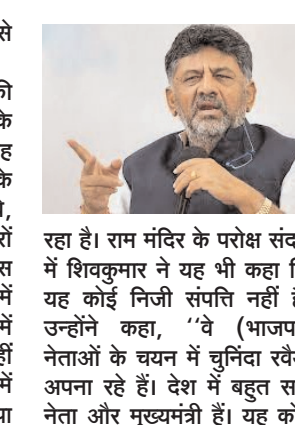 से
की
के
ह
के
रों
स
में
में
हीं
में
या
रहा है। राम मंदिर के परोक्ष संद
में शिवकुमार ने यह भी कहा
यह कोई निजी संपत्ति नहीं
उन्होंने कहा, ‘‘वे (भाजप
नेताओं के चयन में चुनिंदा रवै
अपना रहे हैं। देश में बहुत स
नेता और मुख्यमंत्री हैं। यह को